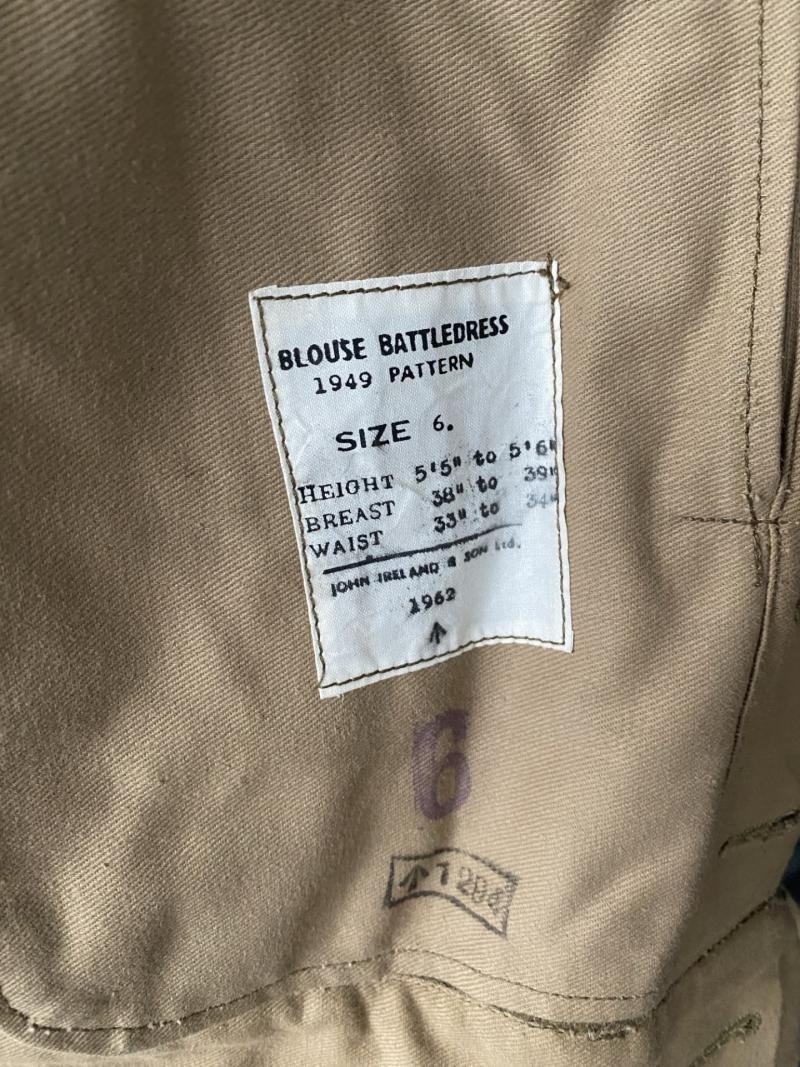 BLOUSE BATTLEDRESS
1949 PATTERN
SIZE 6.
HEIGHT 5'5" to 5'6"
BREAST 38" to 39"
WAIST 33" to 34"
JOHN IRELAND & SON Ltd.
1962
6